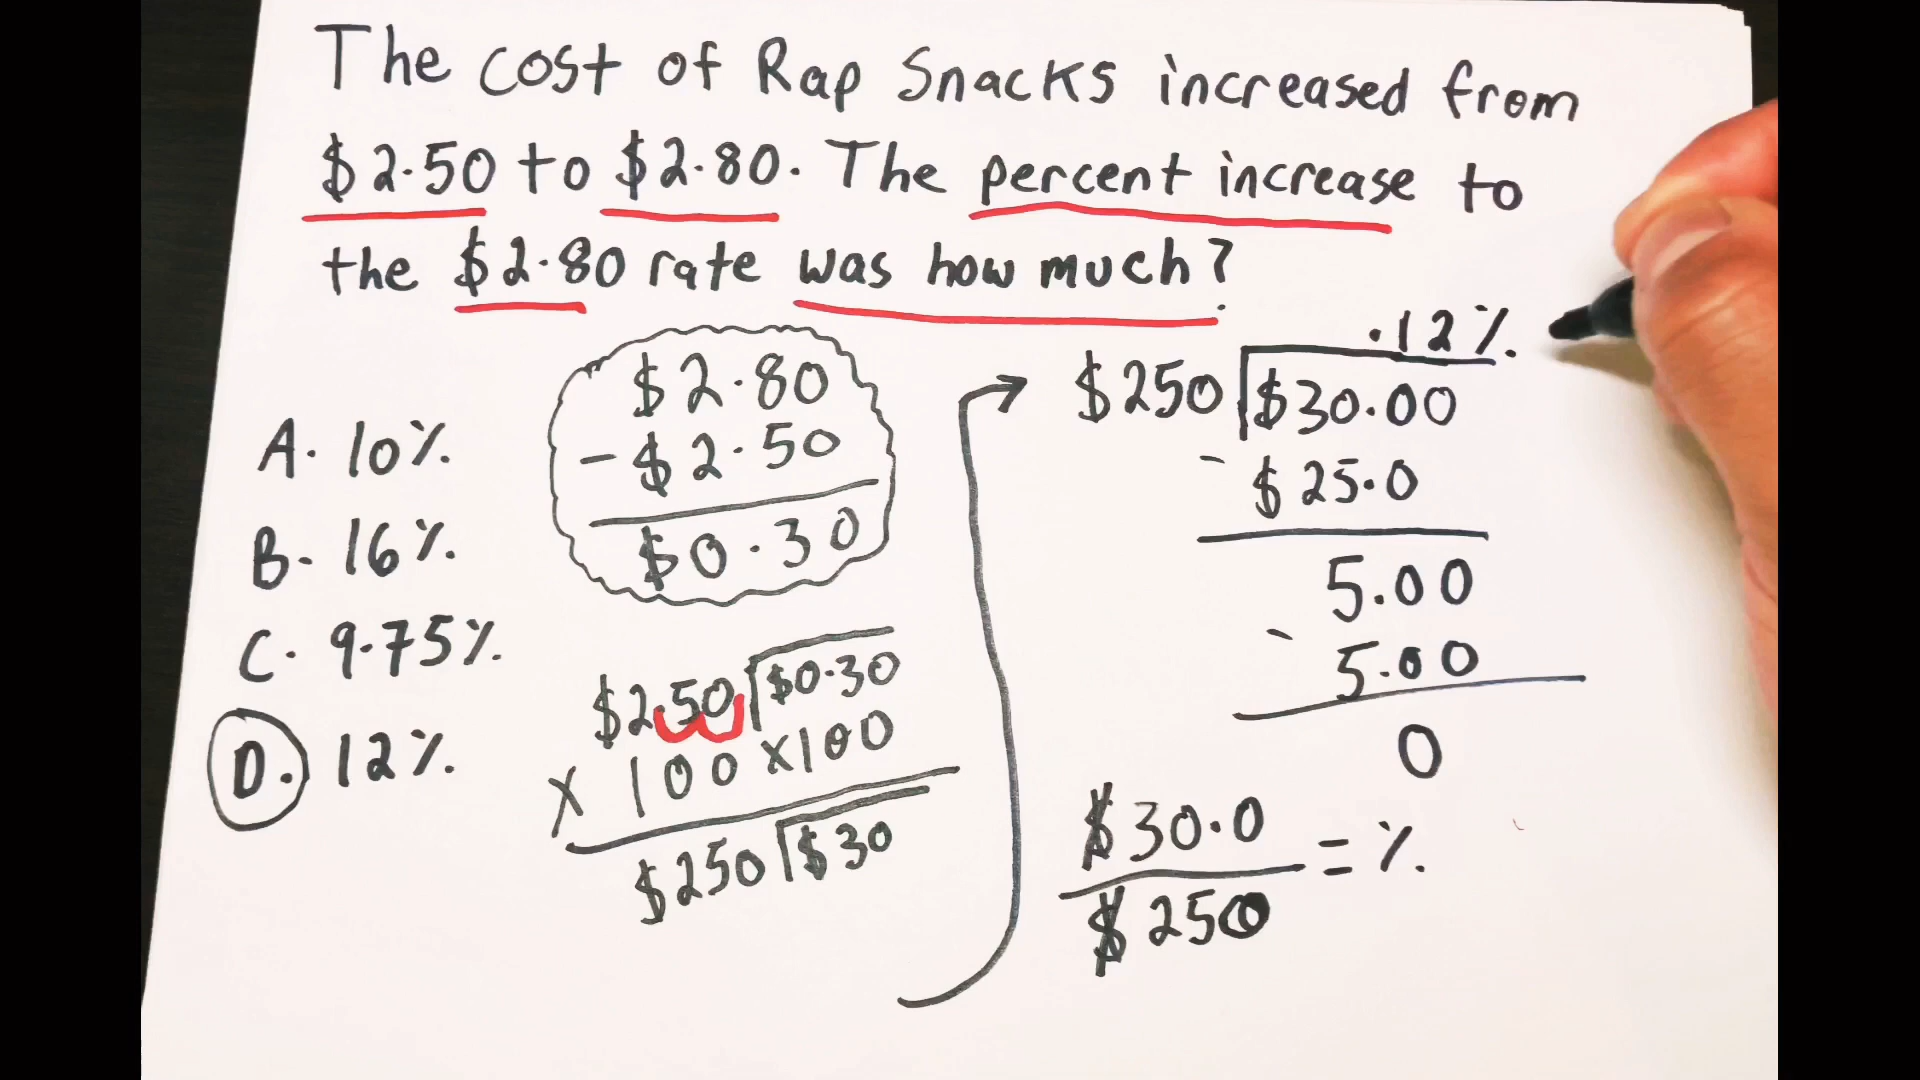 The cost of Rap Snacks increased from
$2.50 to $2.80. The percent increase to
the $2.80 rate was how much?
A. 10%
B. 16%
C. 9.75%
D. 12%
$2.80
- $2.50
$0.30
$2.50 $0.30
x 100 x100
$250 $30
.12%
$250 $30.00
- $25.0
5.00
- 5.00
0
$30.0
$250
= %